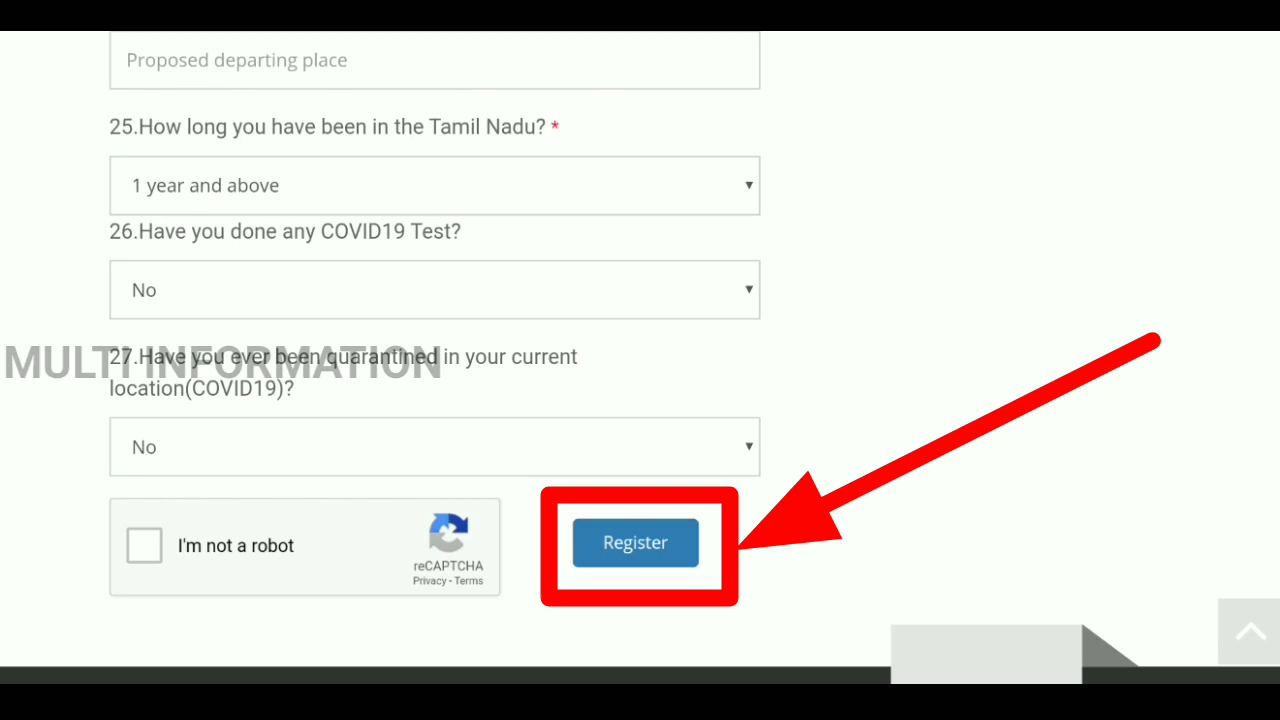 Proposed departing place
25.How long you have been in the Tamil Nadu? *
1 year and above
26.Have you done any COVID19 Test?
No
MULTI INFORMATION
27.Have you ever been quarantined in your current
location(COVID19)?
No
I'm not a robot
reCAPTCHA
Privacy - Terms
Register